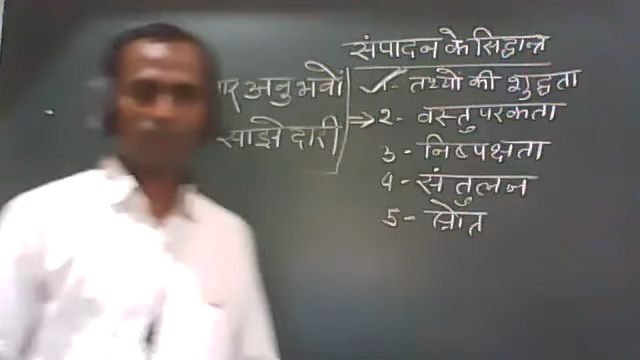 अनुभवों
साझेदारी
संपादन के सिद्धान्त
1- तथ्यों की शुद्धता
⇒ 2- वस्तुपरकता
3 - निष्पक्षता
4 - संतुलन
5 - स्रोत